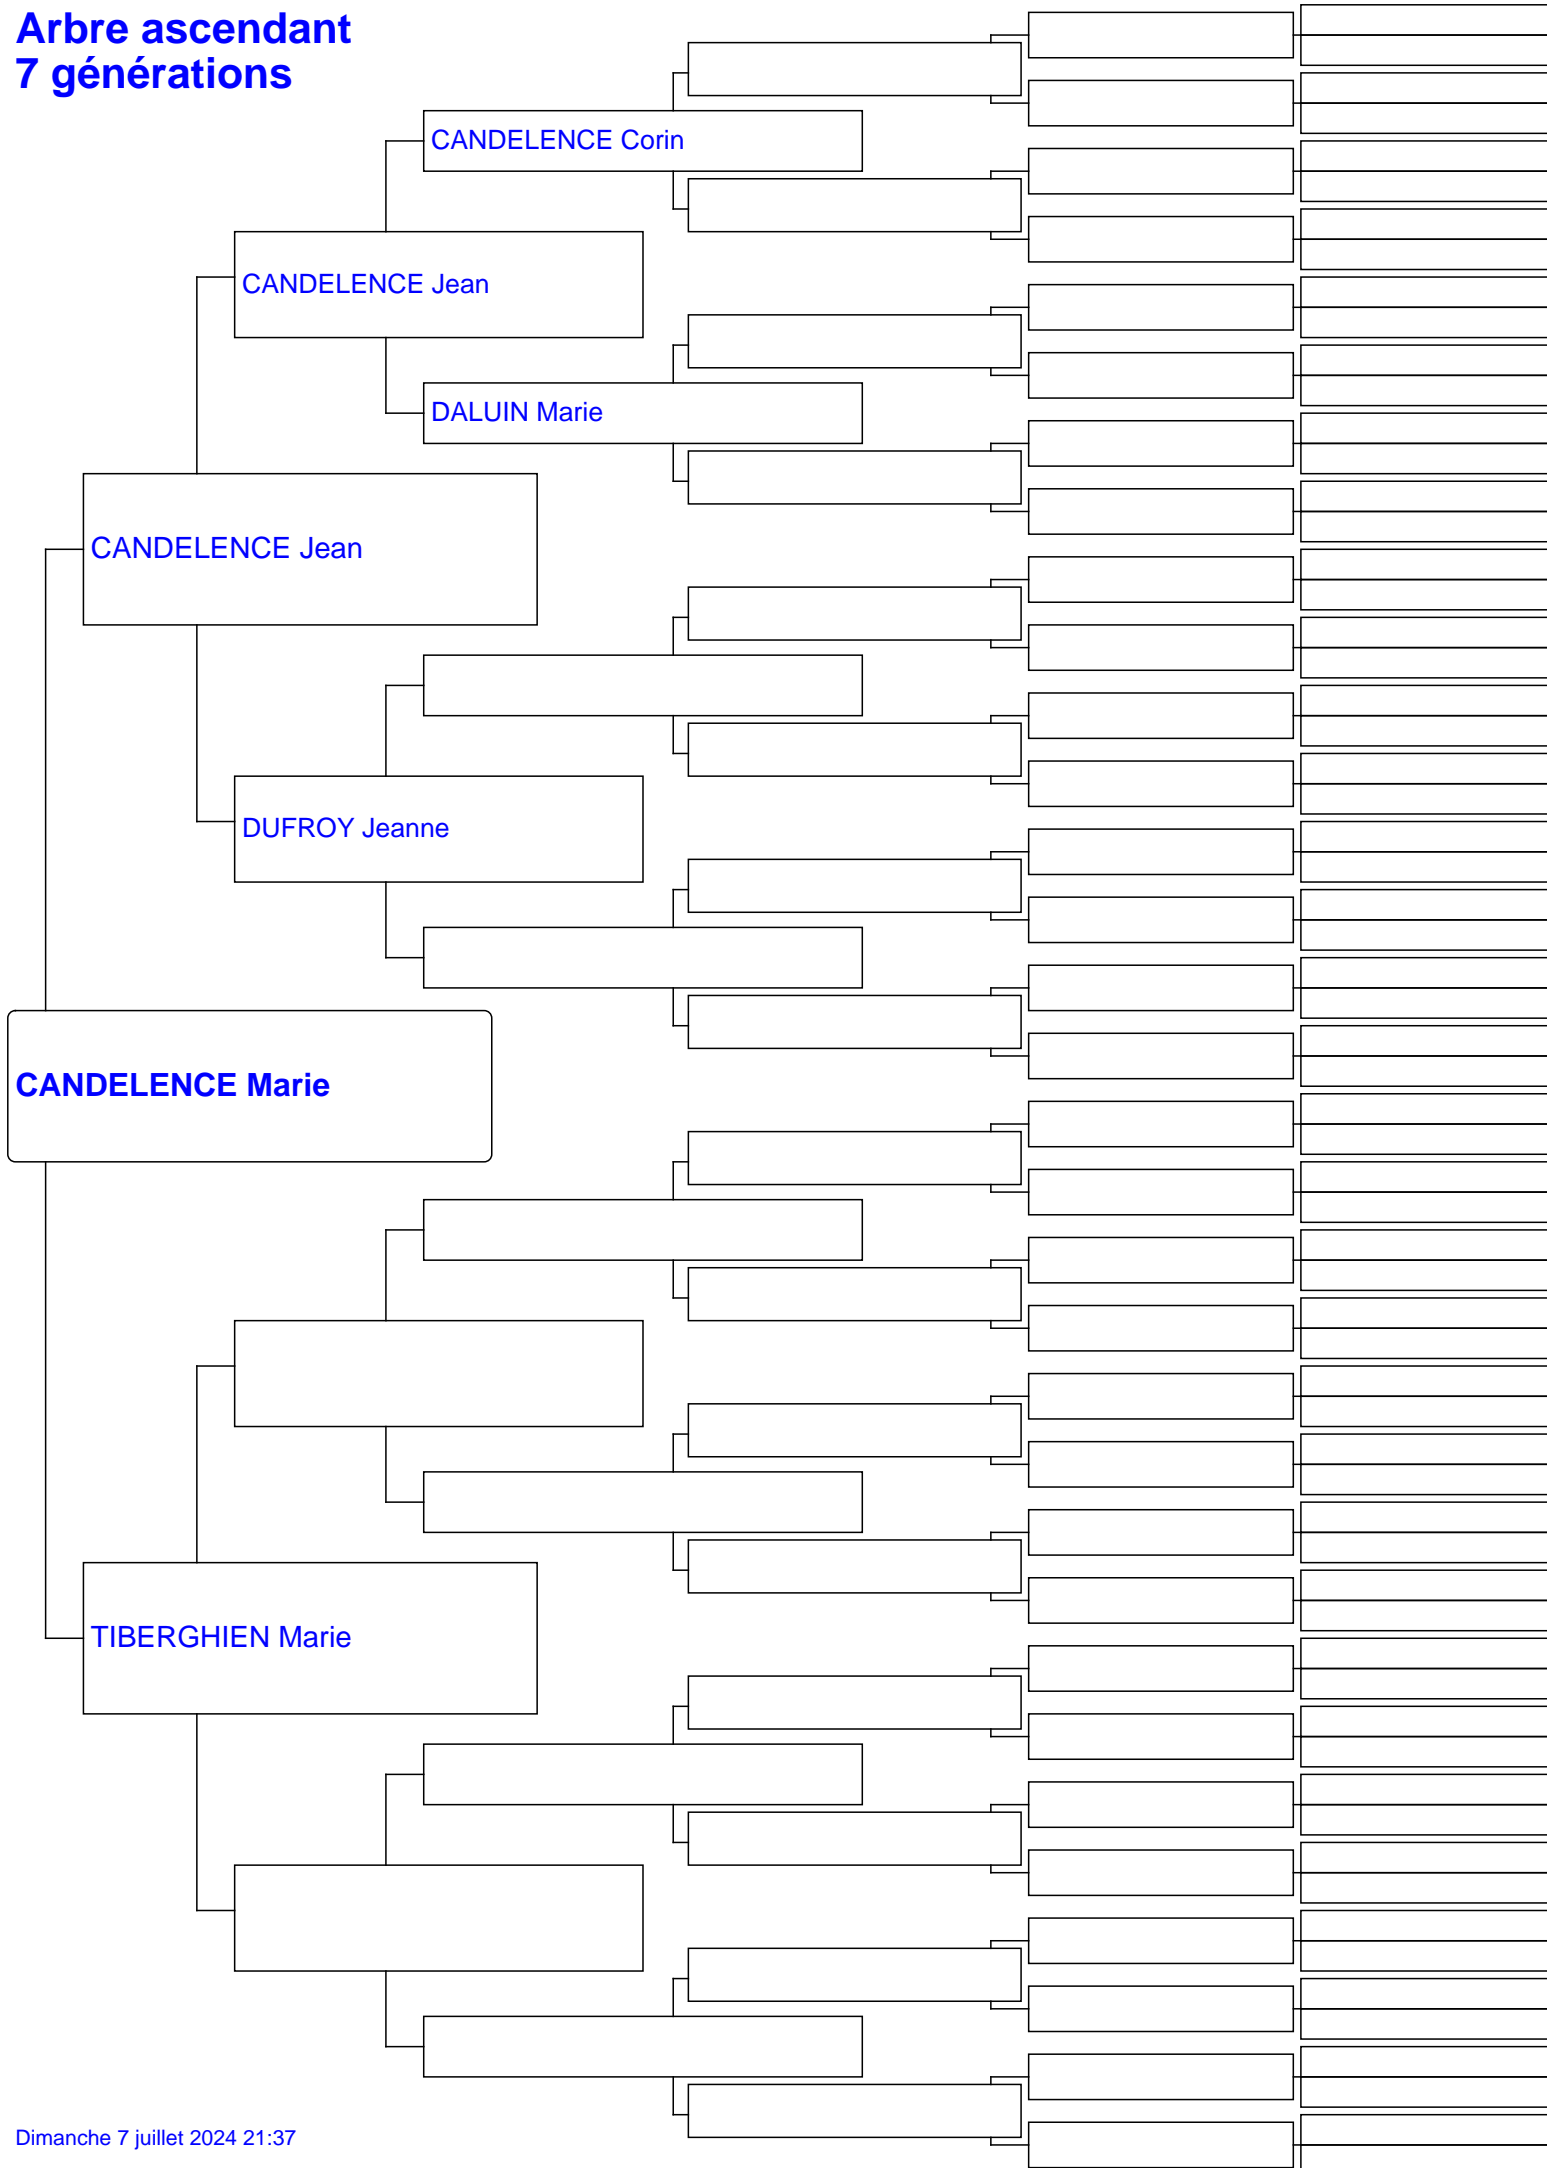 Arbre ascendant
7 générations
CANDELENCE Corin
CANDELENCE Jean
DALUIN Marie
CANDELENCE Jean
DUFROY Jeanne
CANDELENCE Marie
TIBERGHIEN Marie
Dimanche 7 juillet 2024 21:37